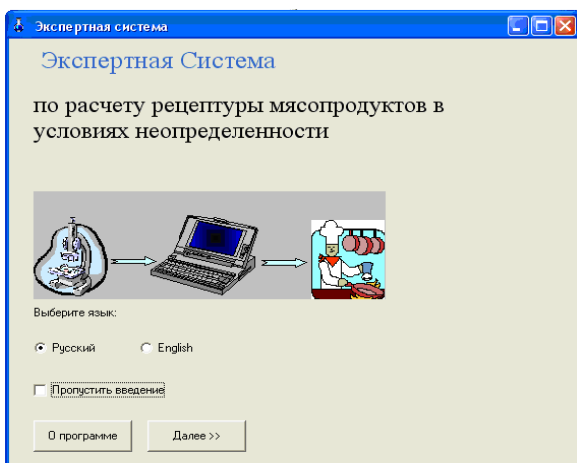 Экспертная система
Экспертная Система
по расчету рецептуры мясопродуктов в
условиях неопределенности
Выберите язык:
Русский English
Пропустить введение
О программе Далее >>